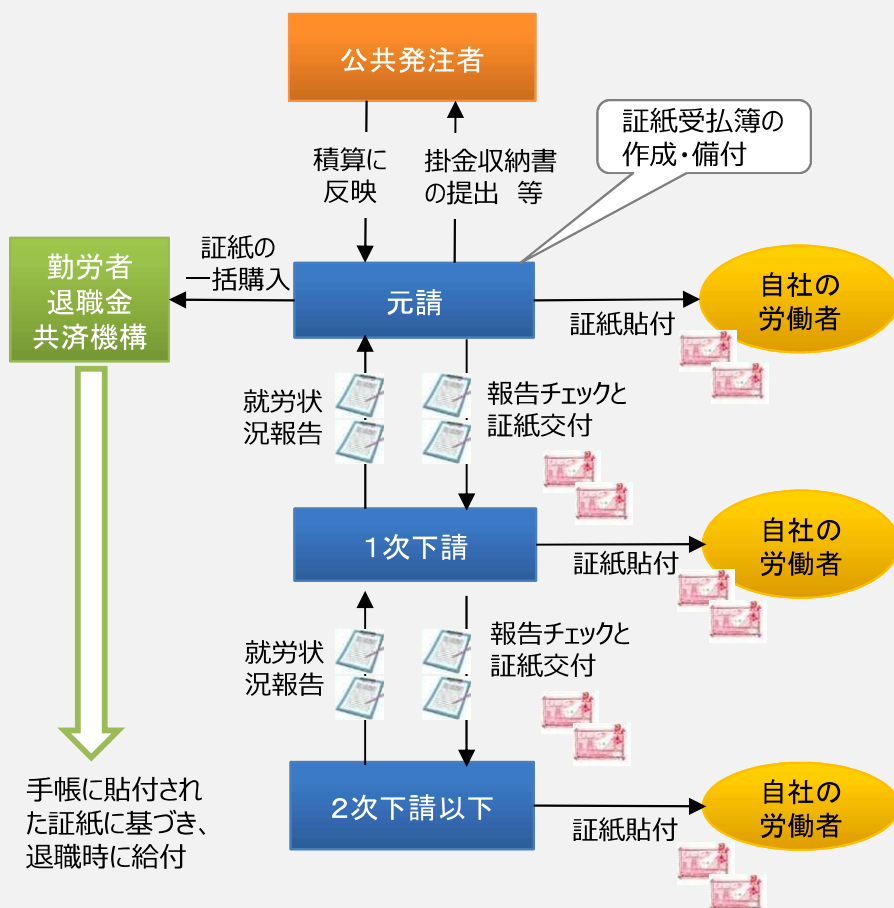 公共発注者
積算に
反映
掛金収納書
の提出 等
証紙受払簿の
作成・備付
勤労者
退職金
共済機構
証紙の
一括購入
元請
証紙貼付
自社の
労働者
就労状
況報告
報告チェックと
証紙交付
1次下請
証紙貼付
自社の
労働者
就労状
況報告
報告チェックと
証紙交付
2次下請以下
証紙貼付
自社の
労働者
手帳に貼付され
た証紙に基づき、
退職時に給付